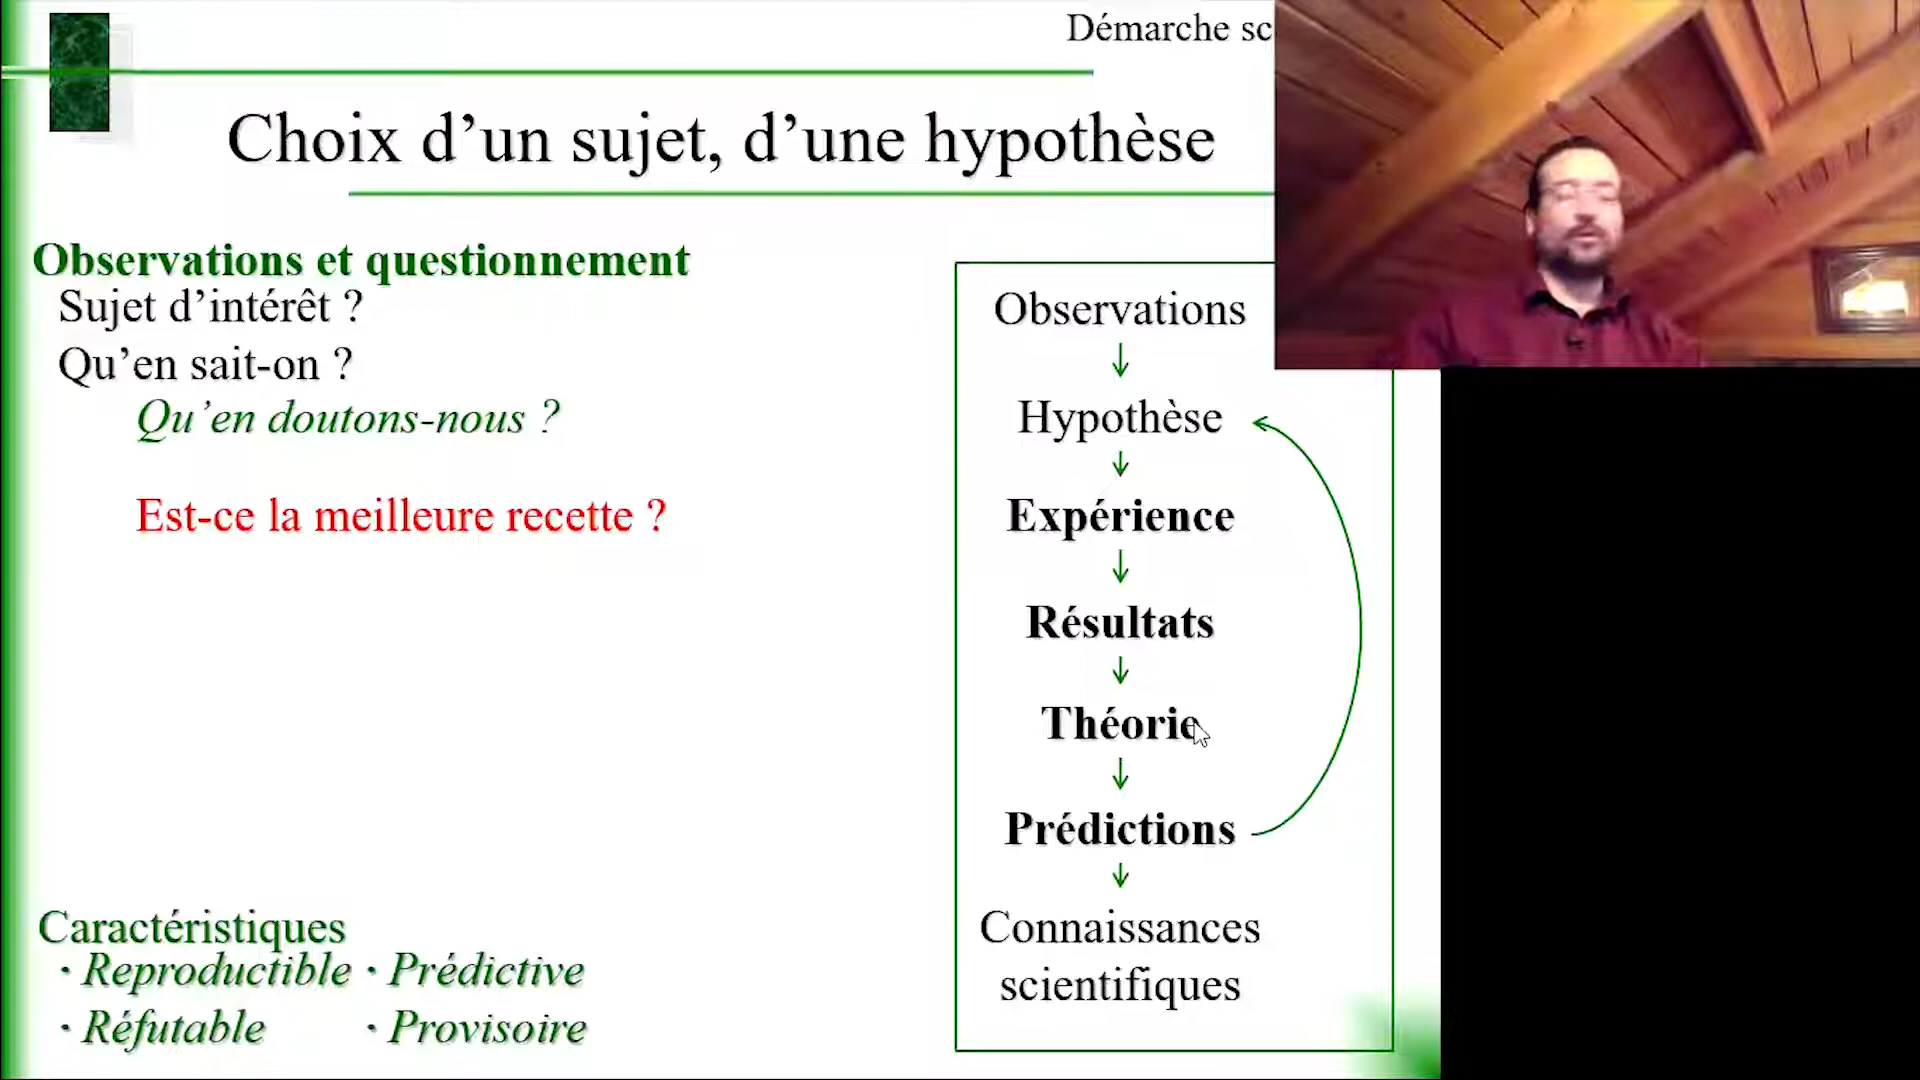 Démarche
Choix d’un sujet, d’une hypothèse
Observations et questionnement
Sujet d’intérêt ?
Qu’en sait-on ?
Qu’en doutons-nous ?
Est-ce la meilleure recette ?
Caractéristiques
· Reproductible · Prédictive
· Réfutable · Provisoire
Observations
Hypothèse
Expérience
Résultats
Théorie
Prédictions
Connaissances
scientifiques